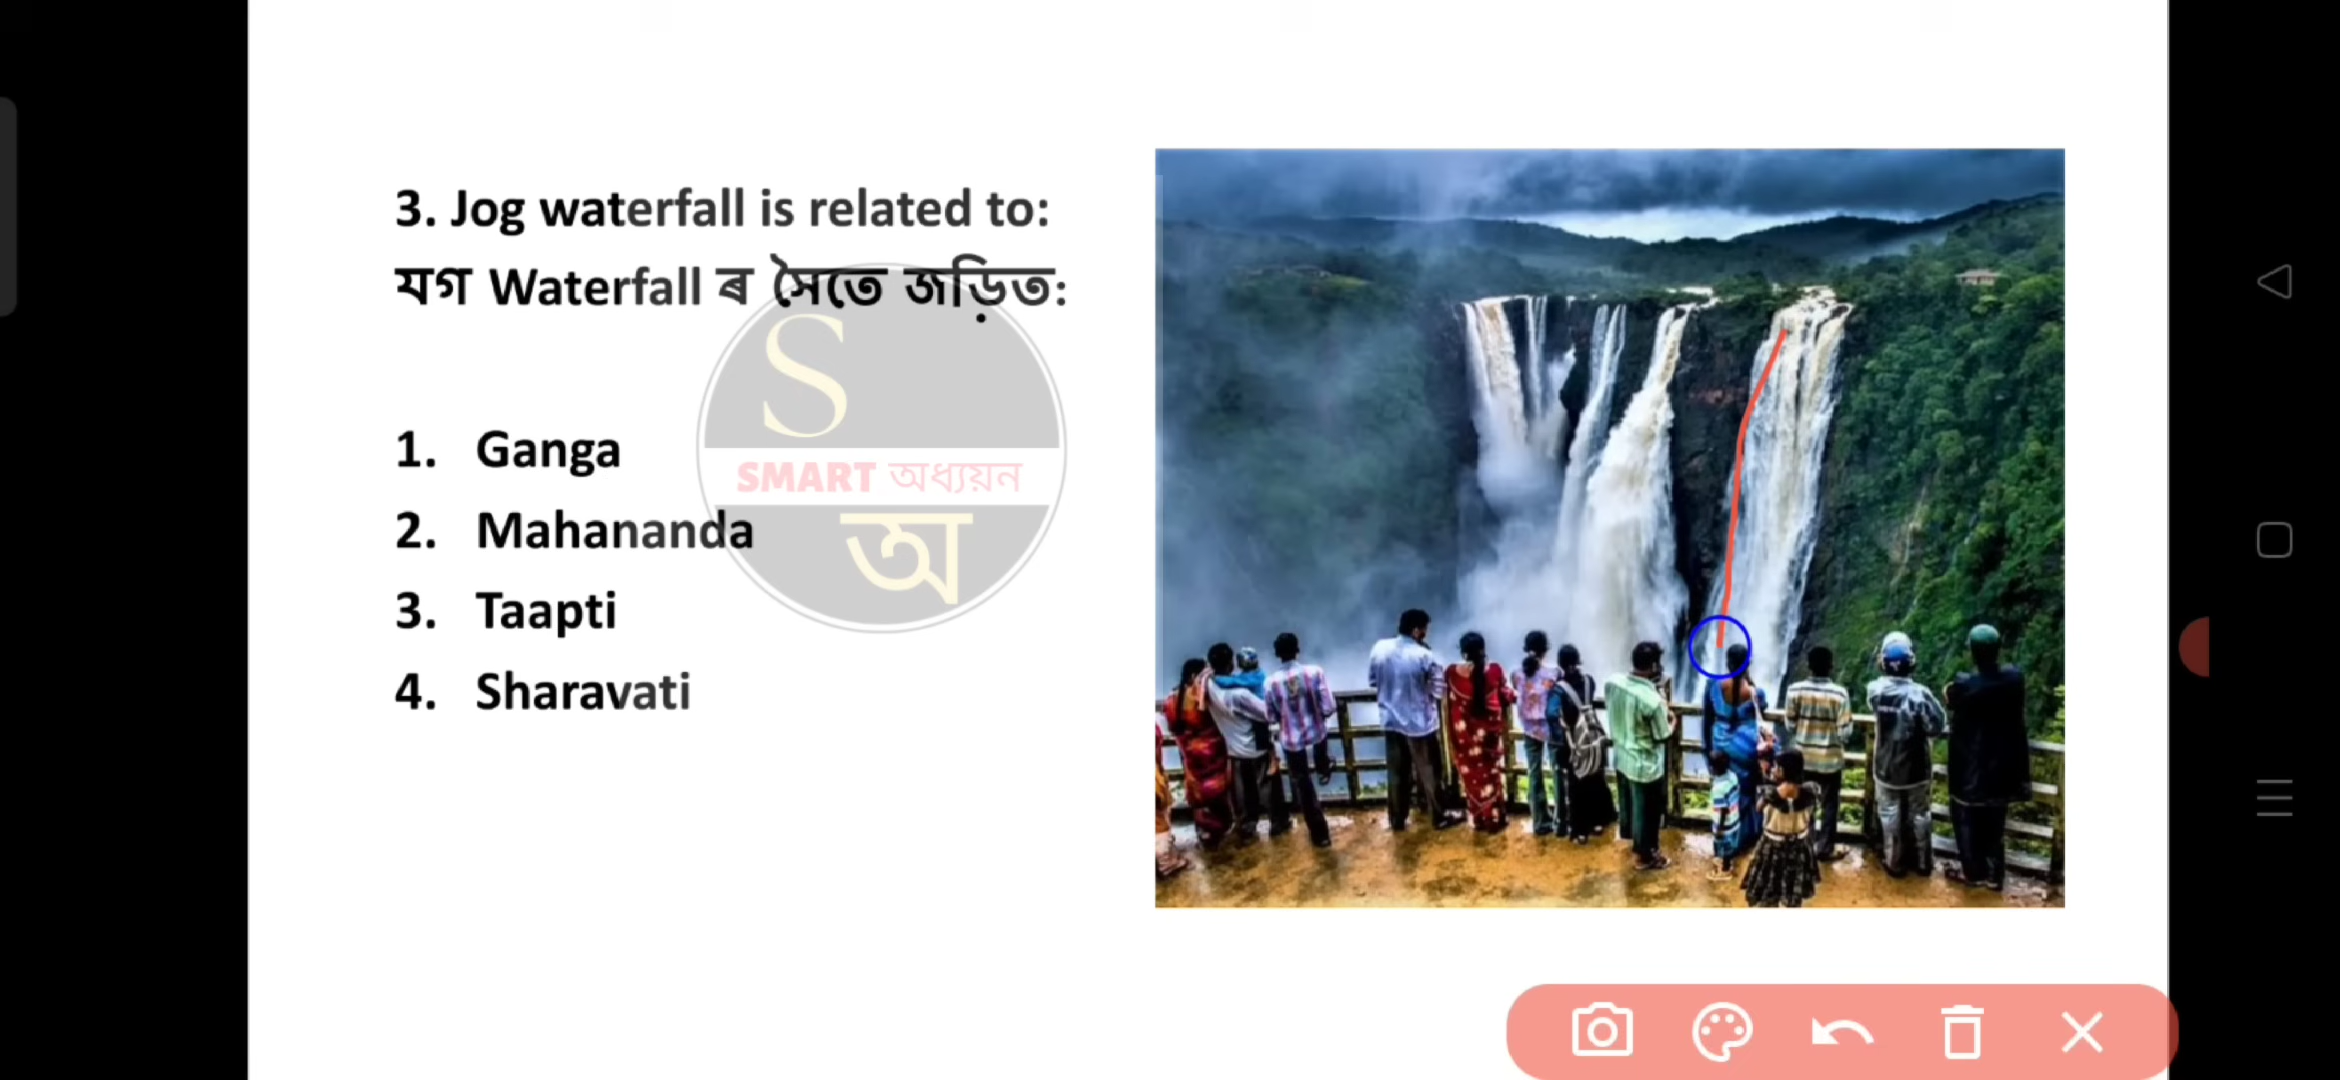 3. Jog waterfall is related to:
যগ Waterfall ৰ সৈতে জড়িত:
1. Ganga
2. Mahananda
3. Taapti
4. Sharavati
S
SMART অধ্যয়ন
অ